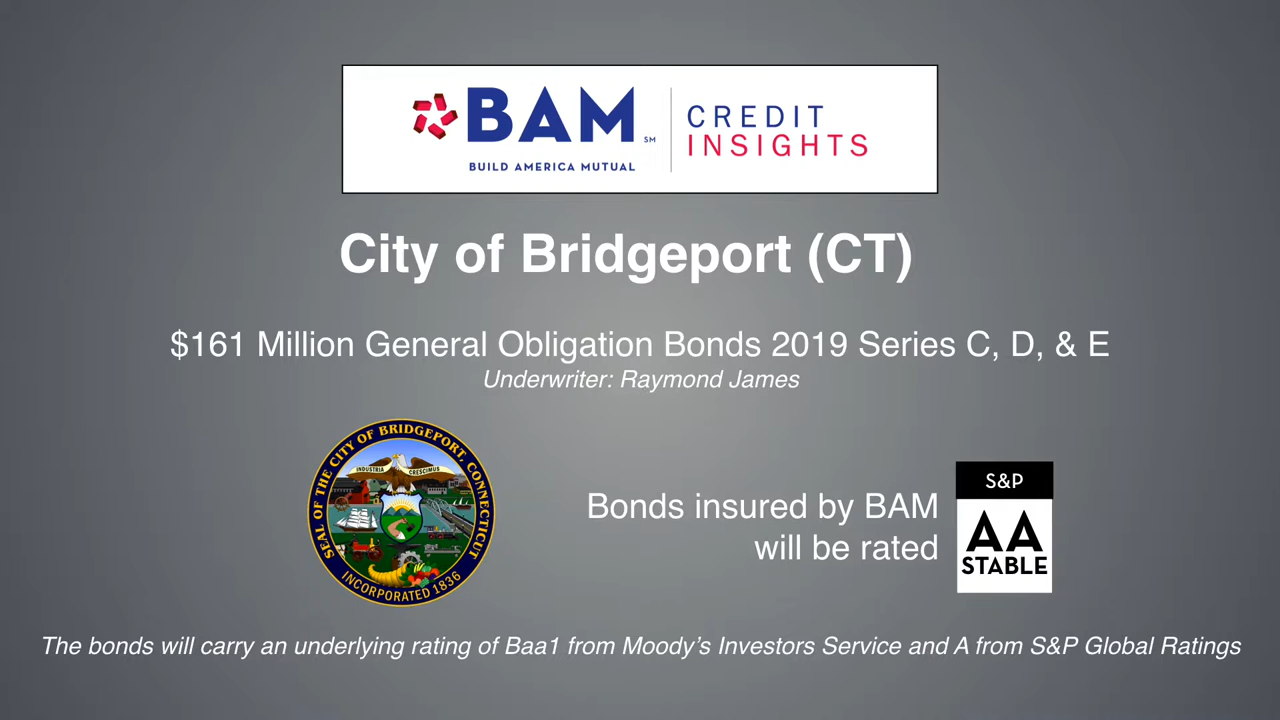 BAM SM
BUILD AMERICA MUTUAL
CREDIT
INSIGHTS
City of Bridgeport (CT)
$161 Million General Obligation Bonds 2019 Series C, D, & E
Underwriter: Raymond James
SEAL OF THE CITY OF BRIDGEPORT, CONNECTICUT
INDUSTRIA CRESCIMUS
INCORPORATED 1836
Bonds insured by BAM
will be rated
S&P
AA
STABLE
The bonds will carry an underlying rating of Baa1 from Moody's Investors Service and A from S&P Global Ratings